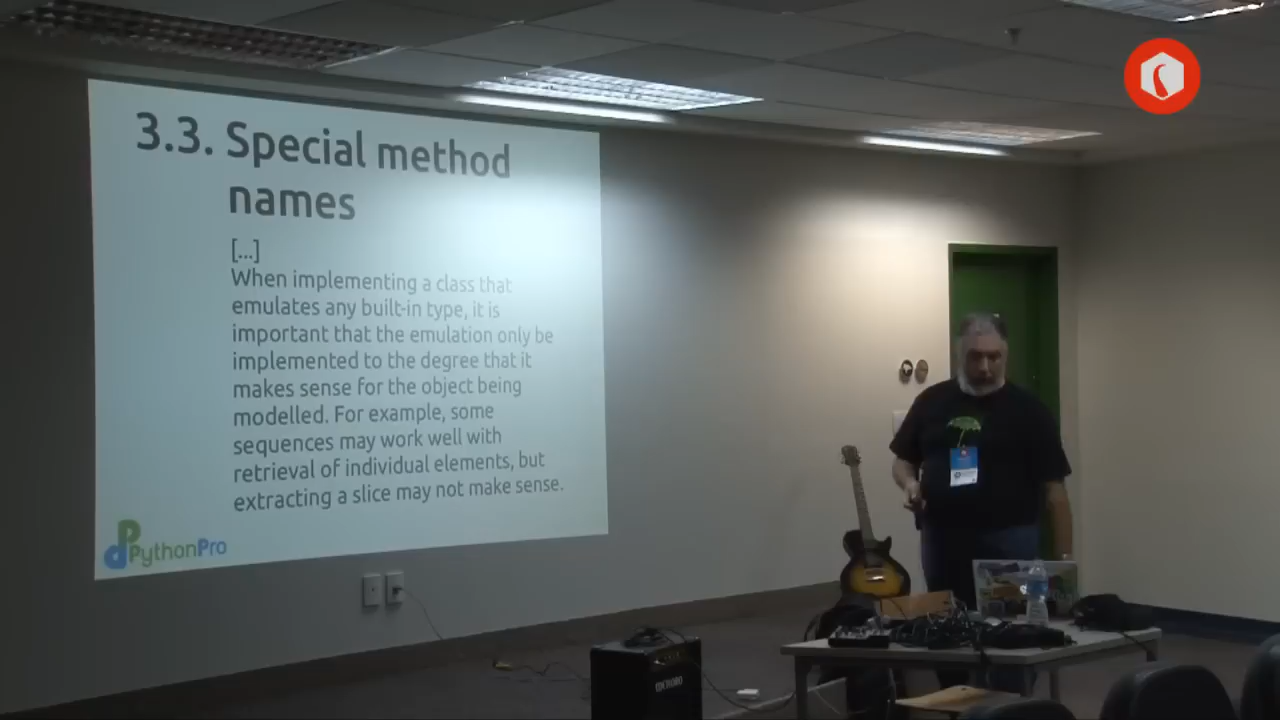 3.3. Special method
names
[...]
When implementing a class that
emulates any built-in type, it is
important that the emulation only be
implemented to the degree that it
makes sense for the object being
modelled. For example, some
sequences may work well with
retrieval of individual elements, but
extracting a slice may not make sense.
PythonPro